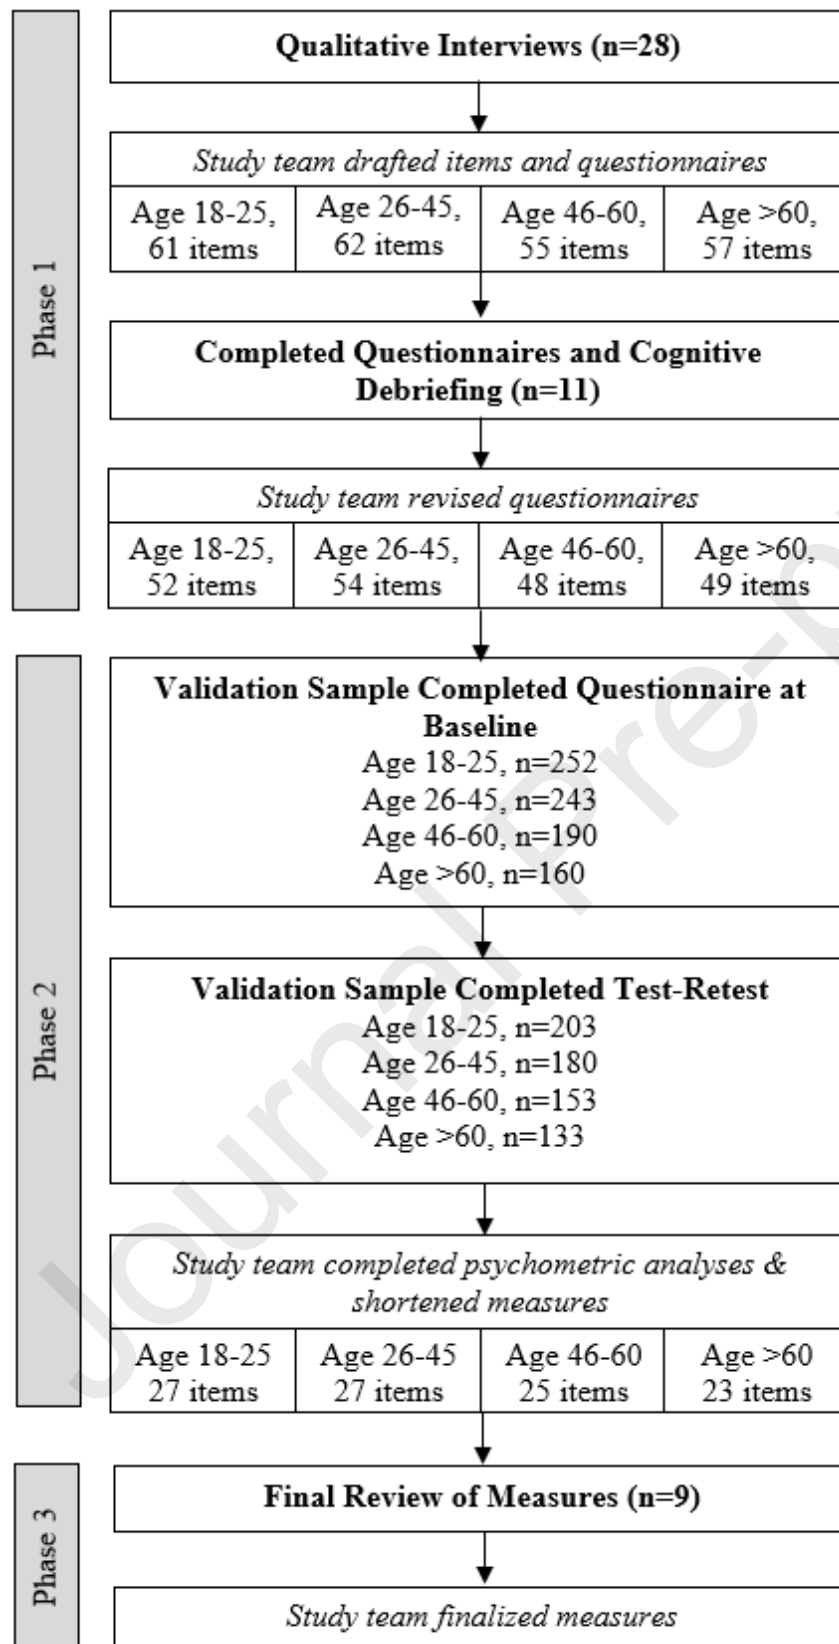 Phase 1
Qualitative Interviews (n=28)
Study team drafted items and questionnaires
Age 18-25,
61 items
Age 26-45,
62 items
Age 46-60,
55 items
Age >60,
57 items
Completed Questionnaires and Cognitive
Debriefing (n=11)
Study team revised questionnaires
Age 18-25,
52 items
Age 26-45,
54 items
Age 46-60,
48 items
Age >60,
49 items
Phase 2
Validation Sample Completed Questionnaire at
Baseline
Age 18-25, n=252
Age 26-45, n=243
Age 46-60, n=190
Age >60, n=160
Validation Sample Completed Test-Retest
Age 18-25, n=203
Age 26-45, n=180
Age 46-60, n=153
Age >60, n=133
Study team completed psychometric analyses &
shortened measures
Age 18-25
27 items
Age 26-45
27 items
Age 46-60
25 items
Age >60
23 items
Phase 3
Final Review of Measures (n=9)
Study team finalized measures
Journal Pre-p